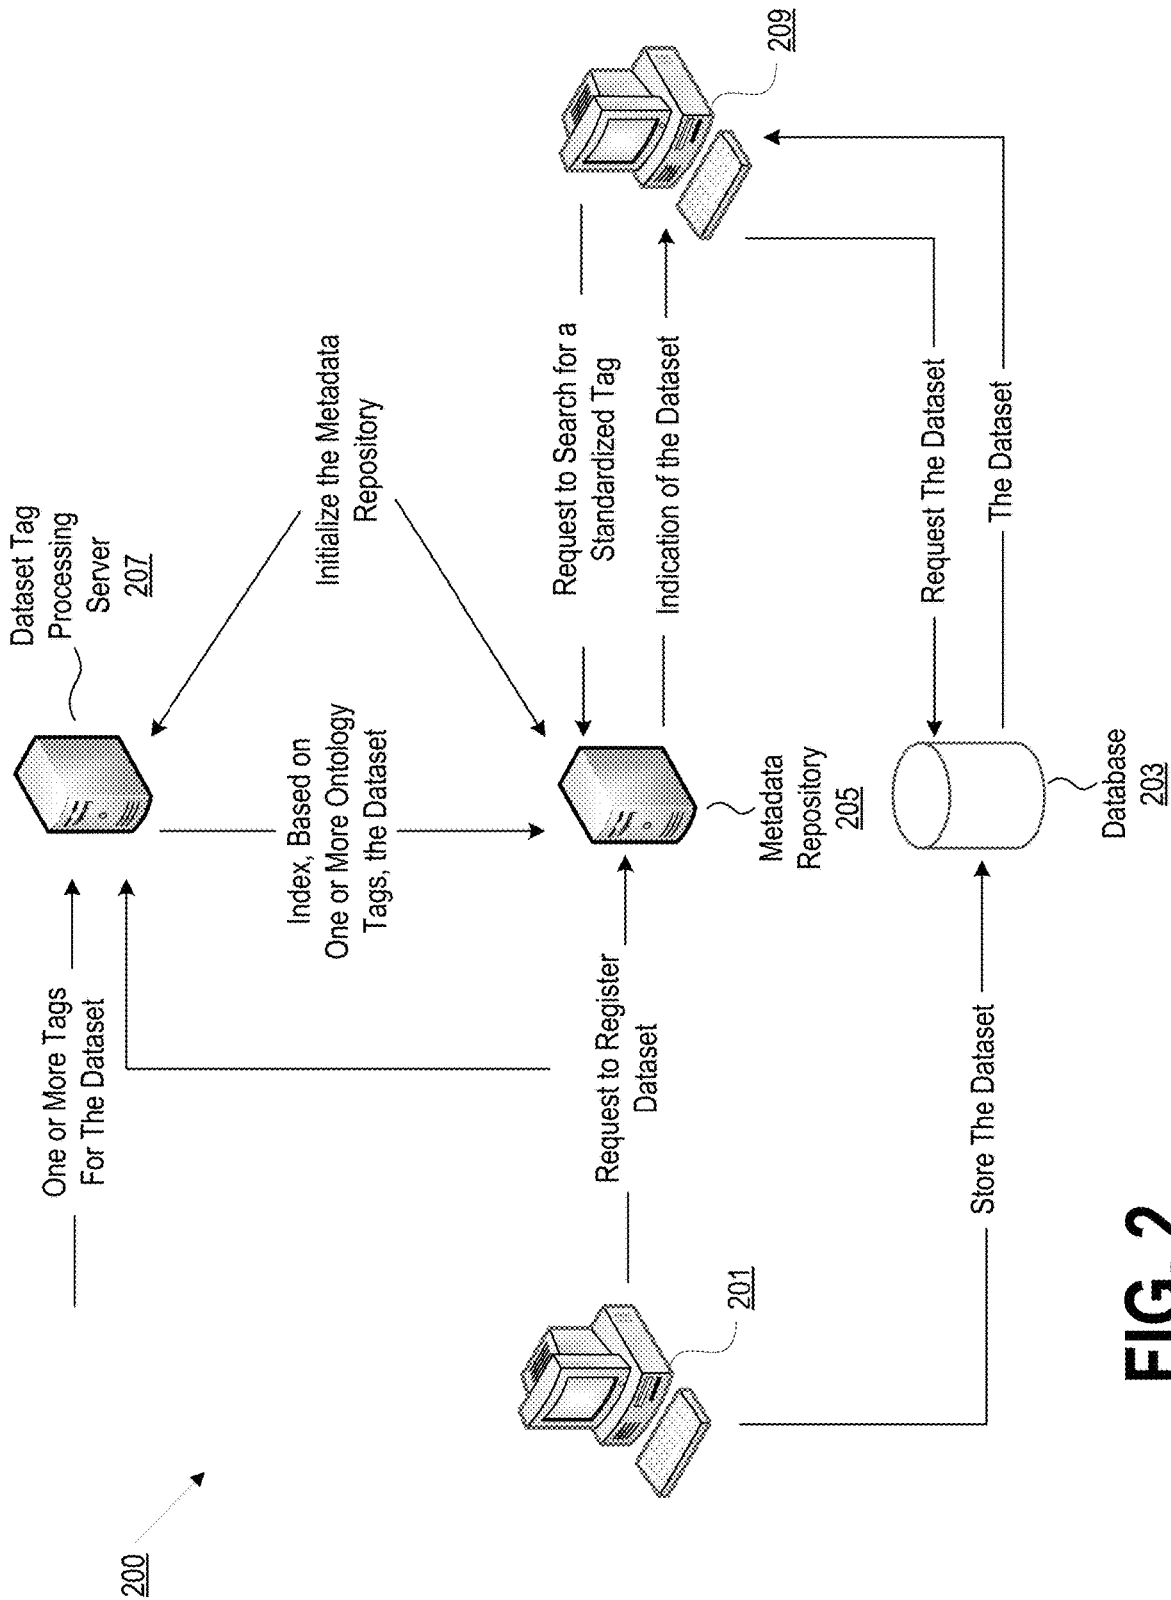 200
One or More Tags
For The Dataset
Dataset Tag
Processing
Server
207
Index, Based on
One or More Ontology
Tags, the Dataset
Initialize the Metadata
Repository
201
Request to Register
Dataset
Metadata
Repository
205
Request to Search for a
Standardized Tag
Indication of the Dataset
209
Store The Dataset
Database
203
Request The Dataset
The Dataset
FIG. 2